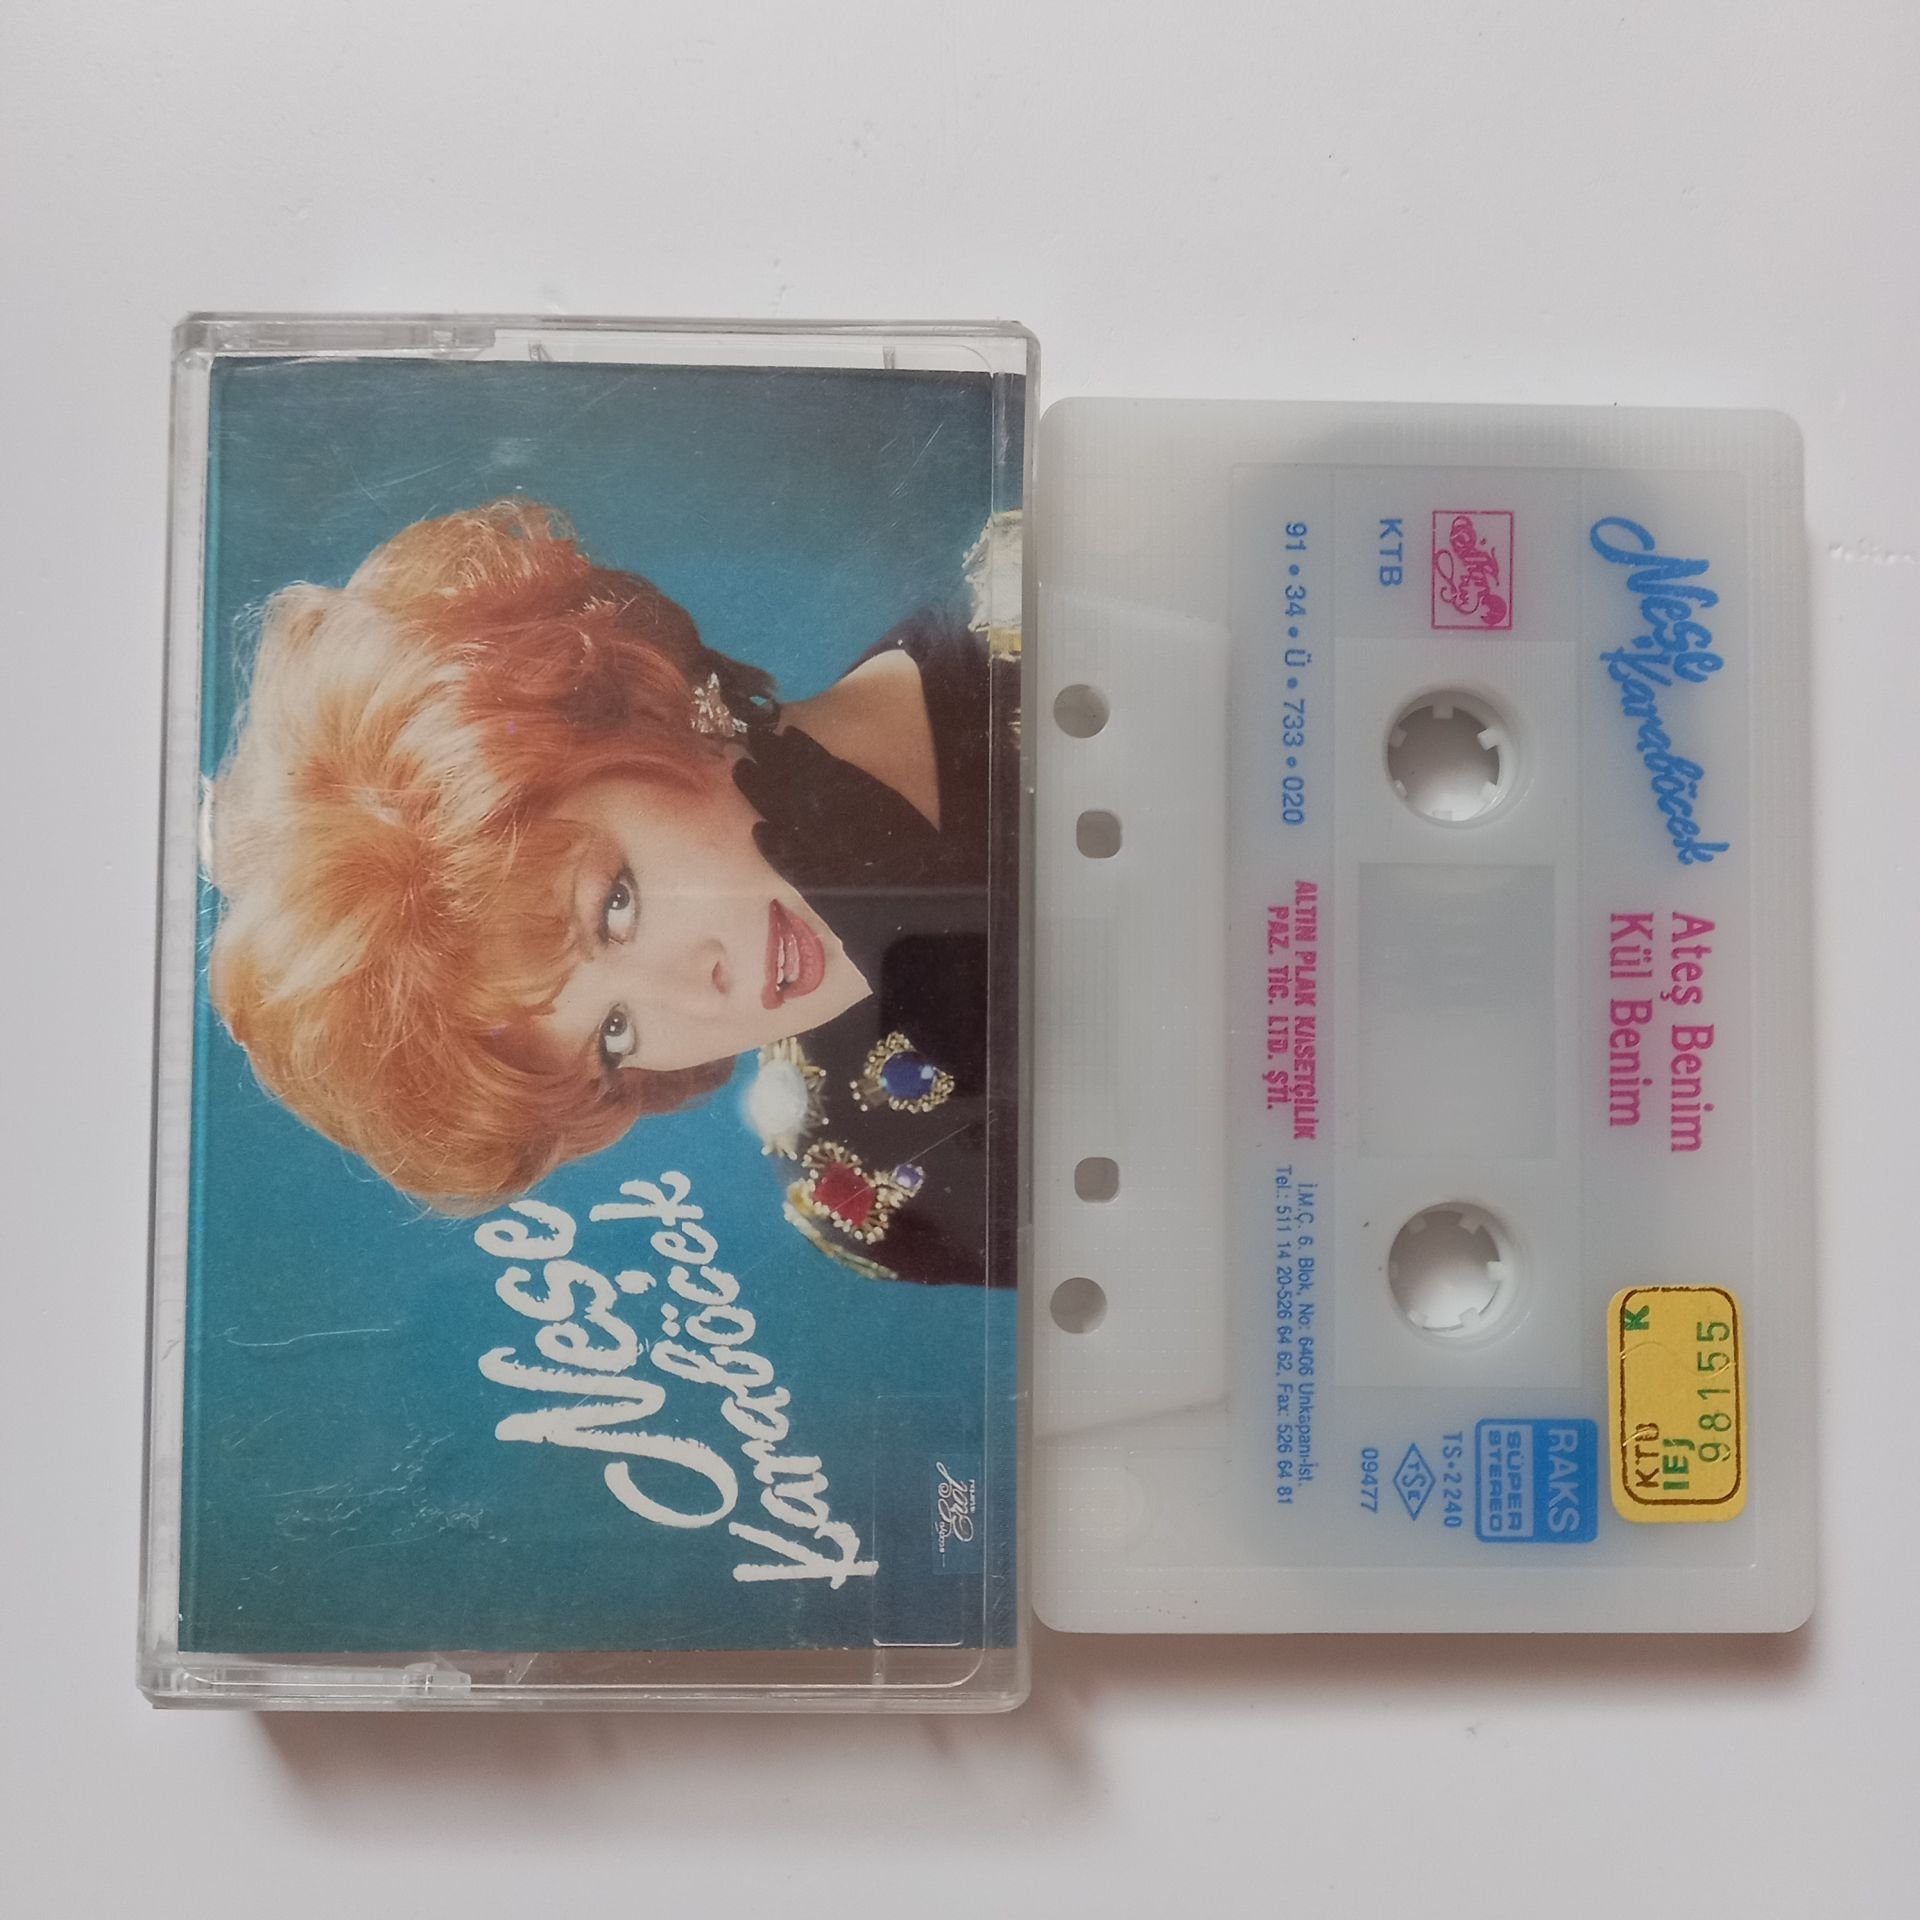 Neşe
Karaböcek
Neşe
Karaböcek
Ateş Benim
Kül Benim
KTB
91•34•Ü•733•020
ALTIN PLAK KASETÇİLİK
PAZ. TİC. LTD. ŞTİ.
İ.M.Ç. 6. Blok, No: 6406 Unkapanı-İst.
Tel.: 511 14 20-526 64 62, Fax: 526 64 81
RAKS
SÜPER
STEREO
TS•2240
TSE
09477
K
98155
IEJ
KTB